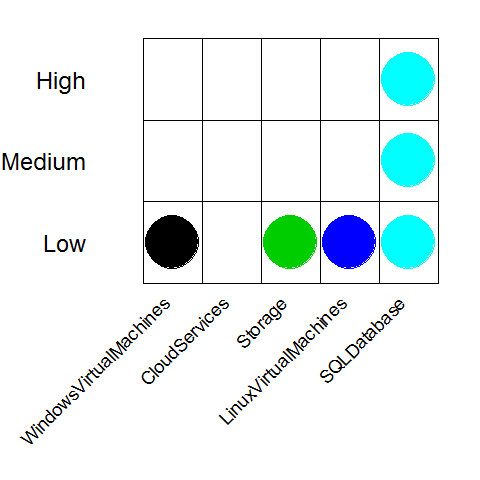 High
Medium
Low
WindowsVirtualMachines
CloudServices
Storage
LinuxVirtualMachines
SQLDatabase